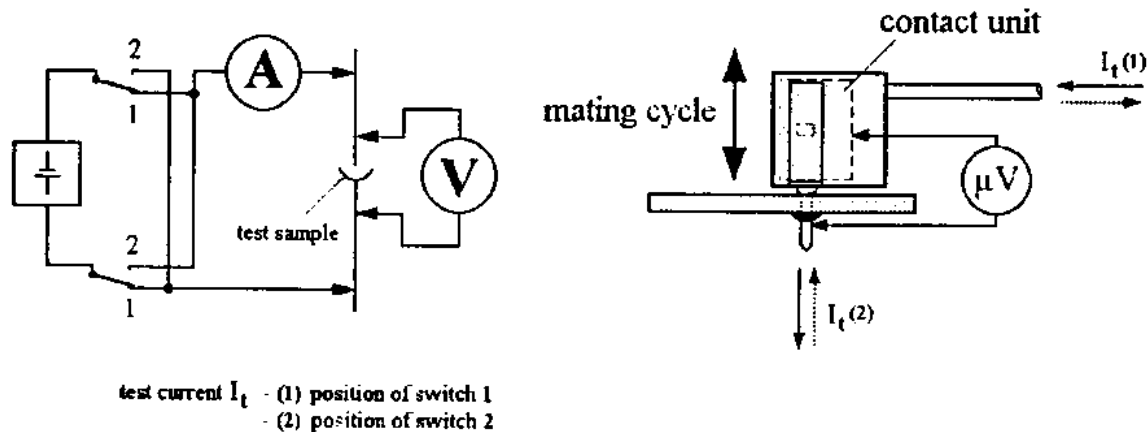 2
1
A
V
test sample
2
1
test current It - (1) position of switch 1
- (2) position of switch 2
contact unit
It(1)
mating cycle
µV
It(2)